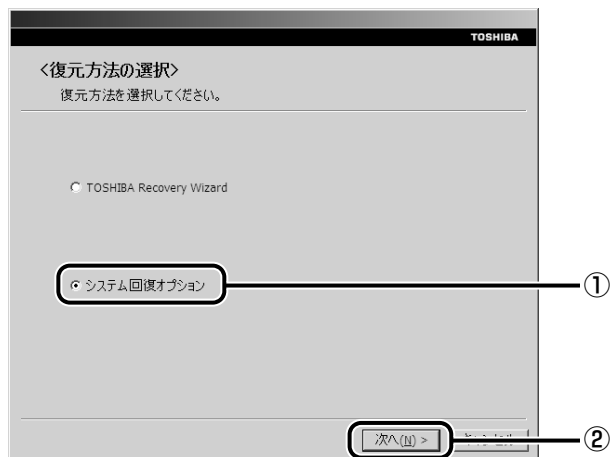 TOSHIBA
<復元方法の選択>
復元方法を選択してください。
TOSHIBA Recovery Wizard
システム回復オプション
①
次へ(N) >
②